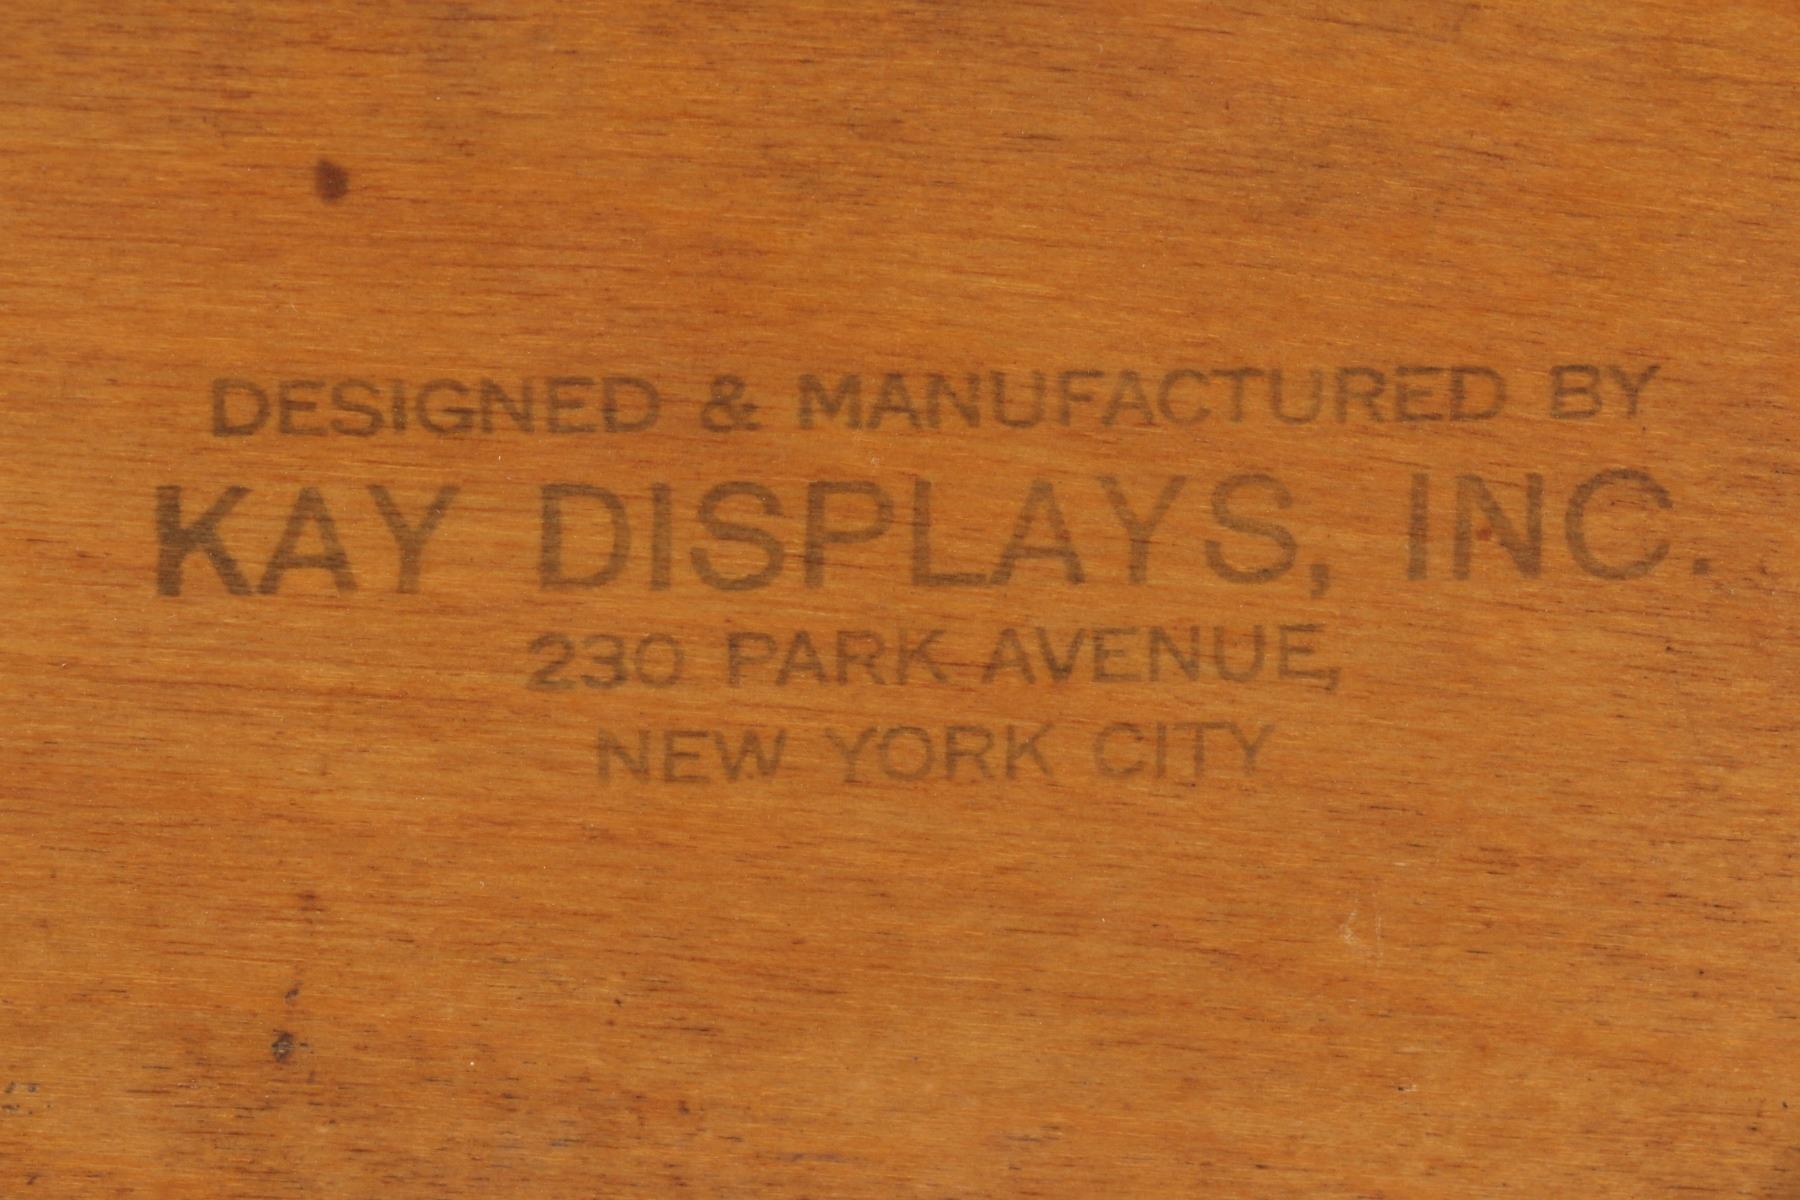 DESIGNED & MANUFACTURED BY
KAY DISPLAYS, INC.
230 PARK AVENUE,
NEW YORK CITY